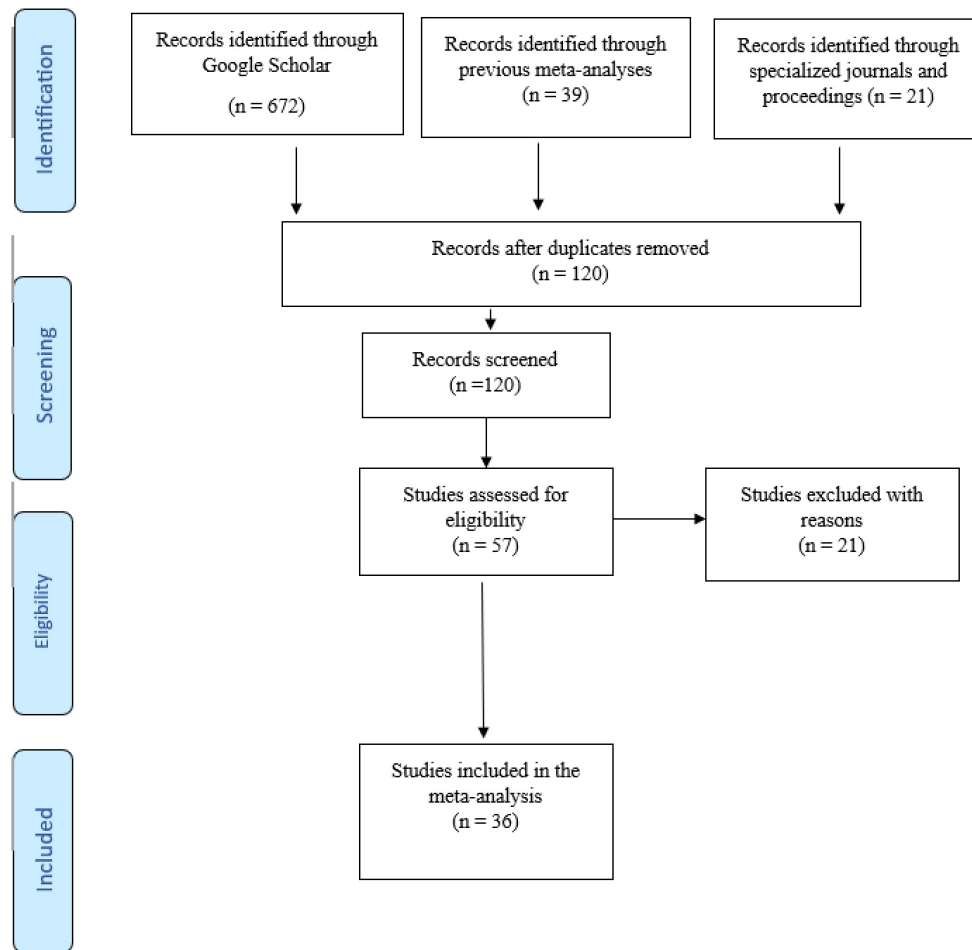 Identification
Records identified through
Google Scholar
(n = 672)
Records identified through
previous meta-analyses
(n = 39)
Records identified through
specialized journals and
proceedings (n = 21)
Records after duplicates removed
(n = 120)
Screening
Records screened
(n =120)
Eligibility
Studies assessed for
eligibility
(n = 57)
Studies excluded with
reasons
(n = 21)
Included
Studies included in the
meta-analysis
(n = 36)